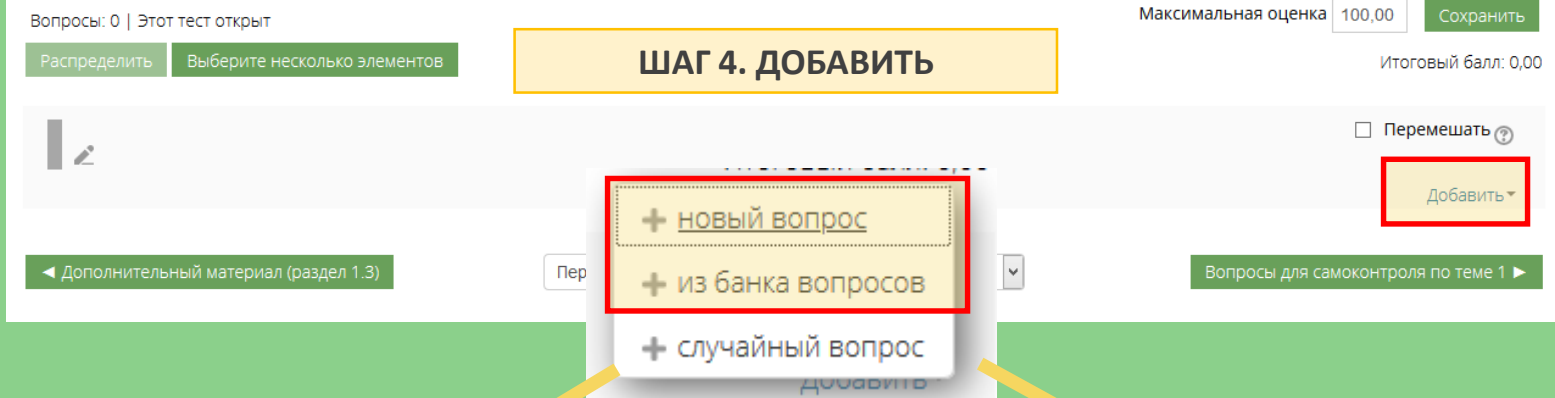 Вопросы: 0 | Этот тест открыт
Максимальная оценка 100,00 Сохранить
Распределить Выберите несколько элементов
ШАГ 4. ДОБАВИТЬ
Итоговый балл: 0,00
Перемешать
Добавить
+ новый вопрос
+ из банка вопросов
+ случайный вопрос
◄ Дополнительный материал (раздел 1.3)
Пер
Вопросы для самоконтроля по теме 1 ►
Добавить